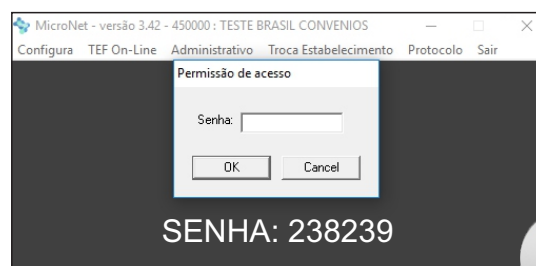 MicroNet - versão 3.42 - 450000 : TESTE BRASIL CONVENIOS
Configura TEF On-Line Administrativo Troca Estabelecimento Protocolo Sair
Permissão de acesso
Senha:
OK Cancel
SENHA: 238239